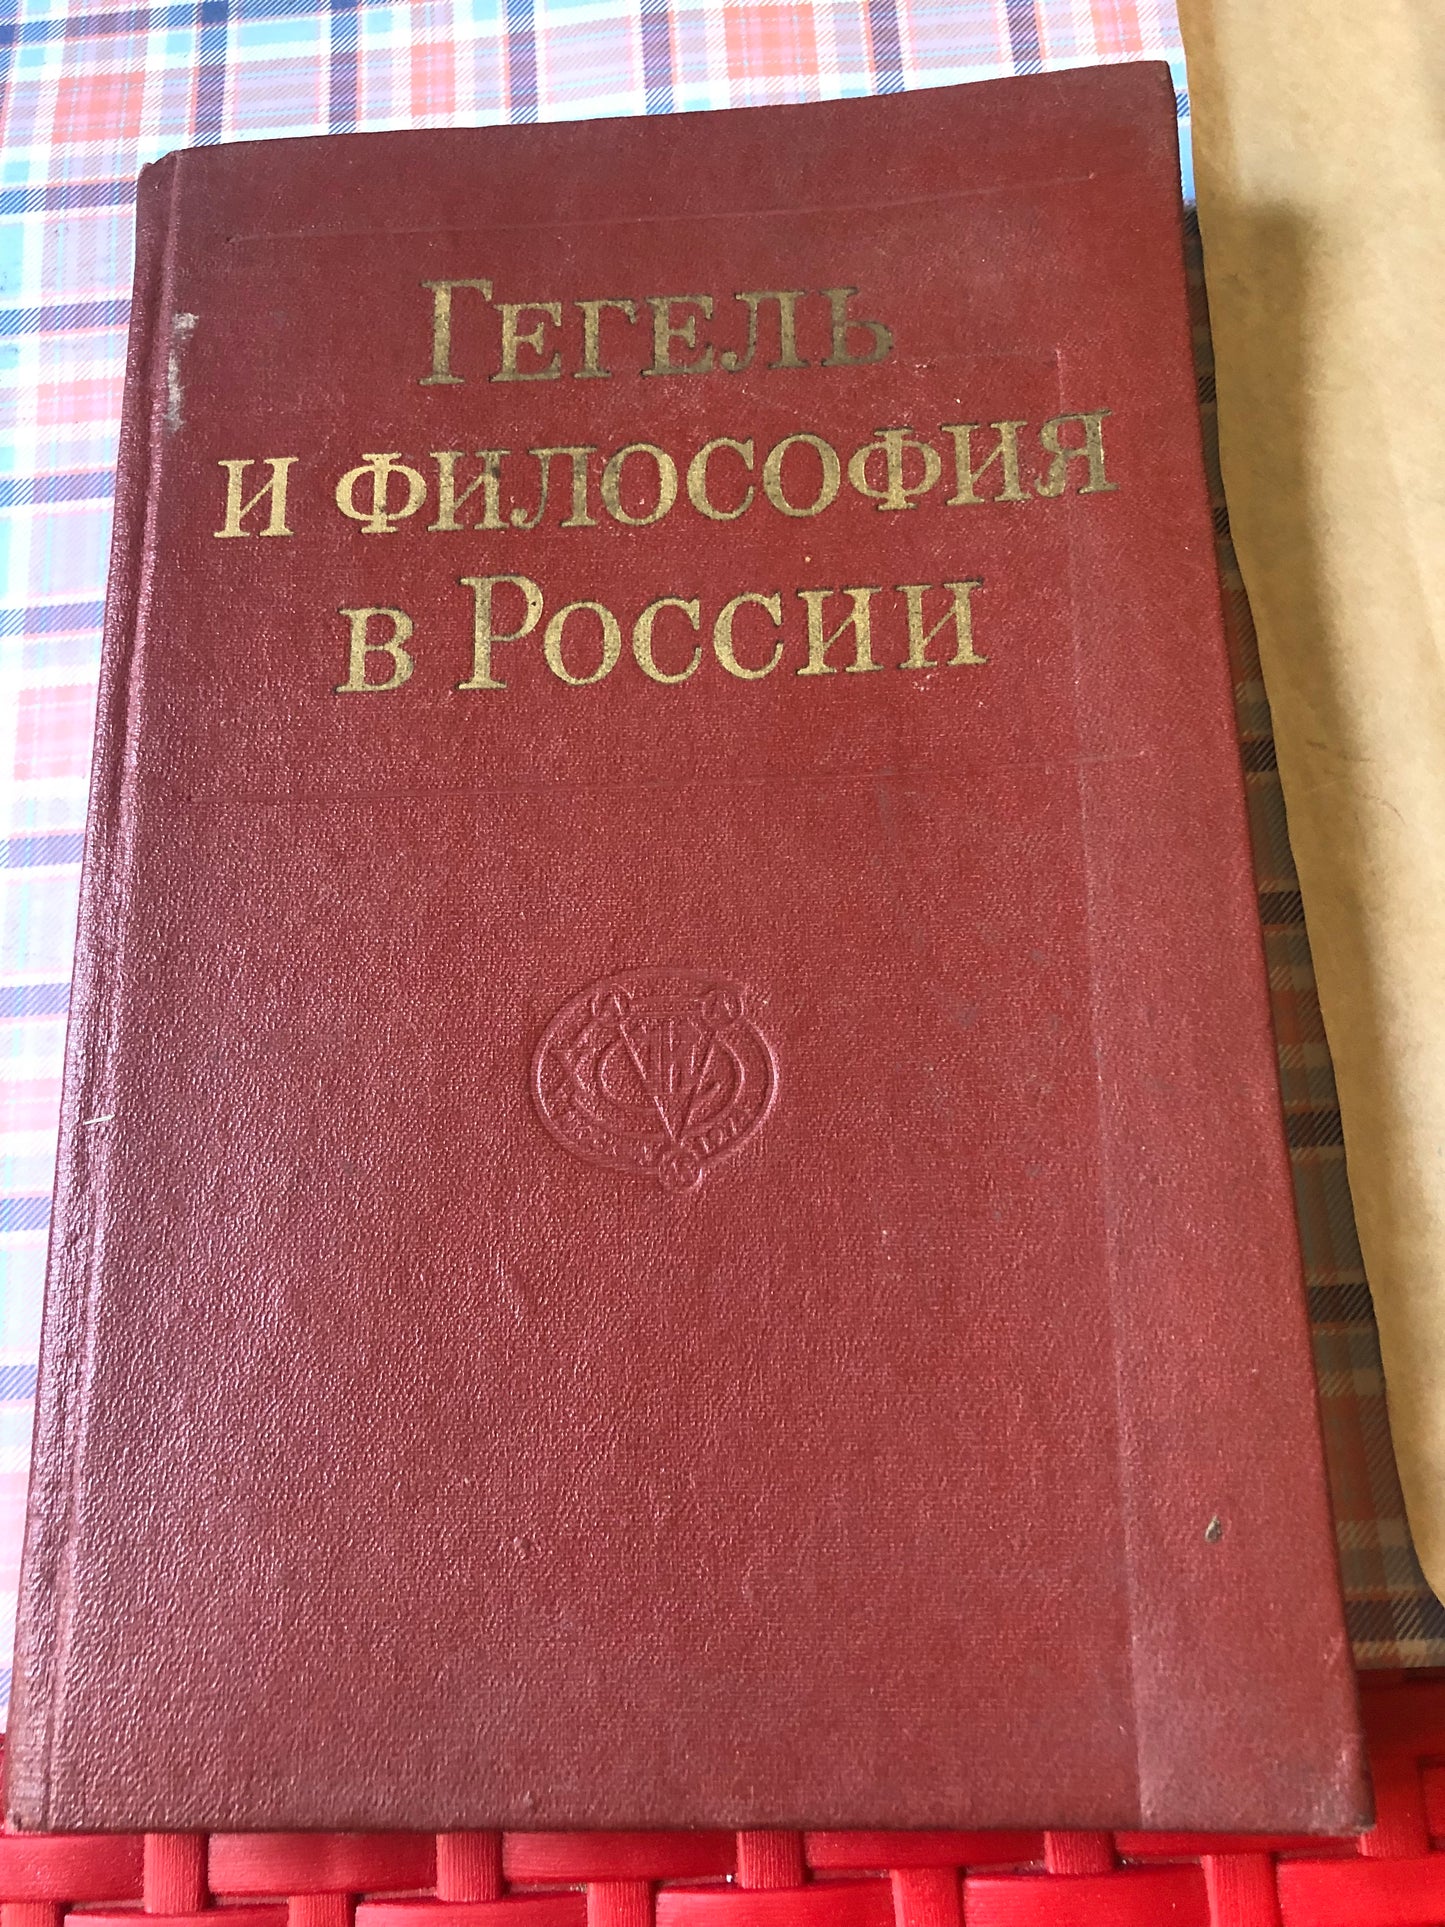 Гегель
и философия
в России